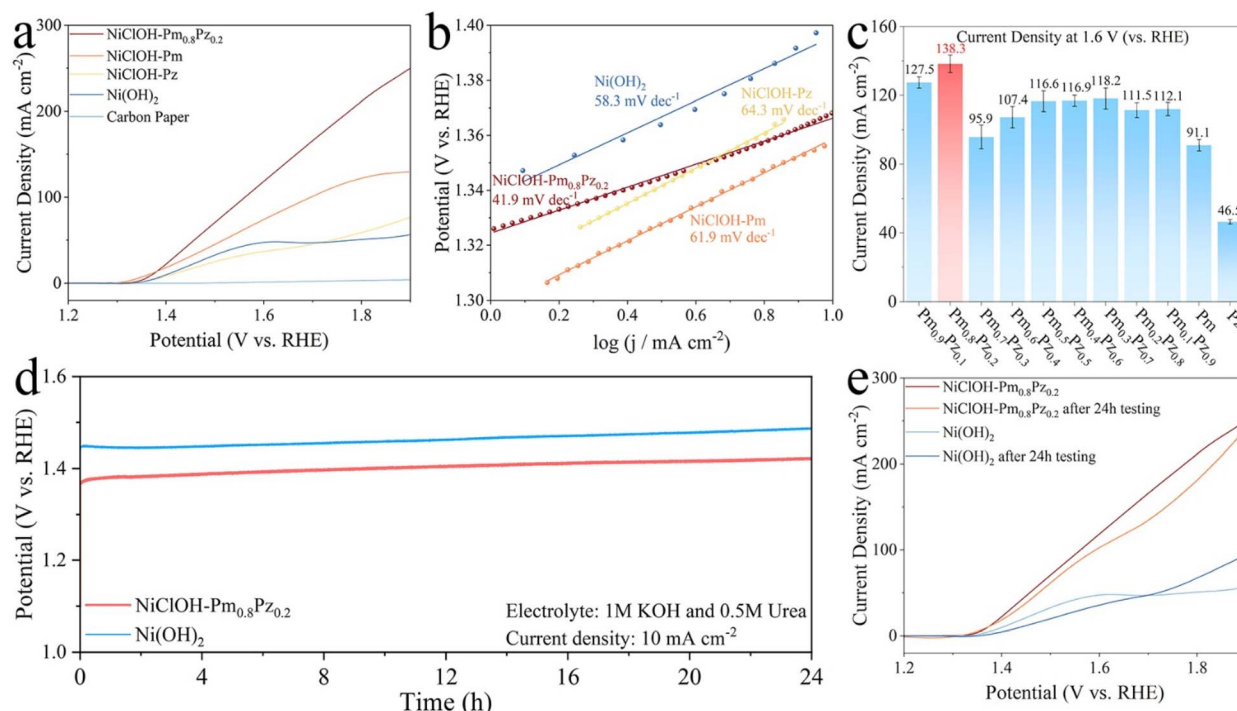 a
Current Density (mA cm⁻²)
300
200
100
0
NiClOH-Pm₀.₈Pz₀.₂
NiClOH-Pm
NiClOH-Pz
Ni(OH)₂
Carbon Paper
1.2 1.4 1.6 1.8
Potential (V vs. RHE)
b
Potential (V vs. RHE)
1.40
1.38
1.36
1.34
1.32
1.30
Ni(OH)₂
58.3 mV dec⁻¹
NiClOH-Pz
64.3 mV dec⁻¹
NiClOH-Pm₀.₈Pz₀.₂
41.9 mV dec⁻¹
NiClOH-Pm
61.9 mV dec⁻¹
0.0 0.2 0.4 0.6 0.8 1.0
log (j / mA cm⁻²)
c
Current Density (mA cm⁻²)
160
120
80
40
0
Current Density at 1.6 V (vs. RHE)
127.5 138.3 95.9 107.4 116.6 116.9 118.2 111.5 112.1 91.1 46.5
Pm₀.₉Pz₀.₁
Pm₀.₈Pz₀.₂
Pm₀.₇Pz₀.₃
Pm₀.₆Pz₀.₄
Pm₀.₅Pz₀.₅
Pm₀.₄Pz₀.₆
Pm₀.₃Pz₀.₇
Pm₀.₂Pz₀.₈
Pm₀.₁Pz₀.₉
Pm
Pz
d
Potential (V vs. RHE)
1.6
1.4
1.2
1.0
NiClOH-Pm₀.₈Pz₀.₂
Ni(OH)₂
Electrolyte: 1M KOH and 0.5M Urea
Current density: 10 mA cm⁻²
0 4 8 12 16 20 24
Time (h)
e
Current Density (mA cm⁻²)
300
200
100
0
NiClOH-Pm₀.₈Pz₀.₂
NiClOH-Pm₀.₈Pz₀.₂ after 24h testing
Ni(OH)₂
Ni(OH)₂ after 24h testing
1.2 1.4 1.6 1.8
Potential (V vs. RHE)